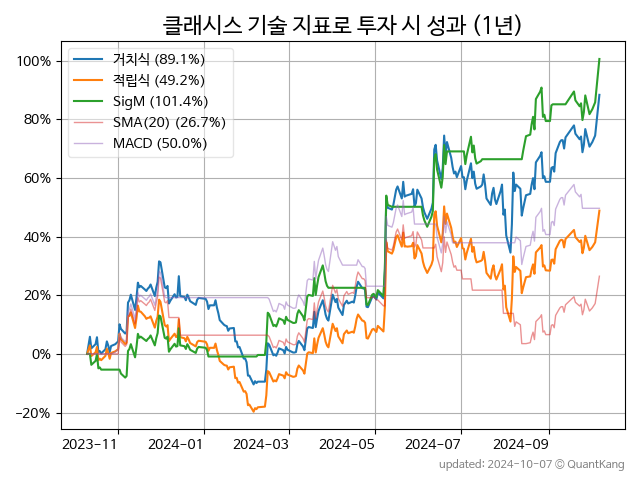 클래시스 기술 지표로 투자 시 성과 (1년)
100%
80%
60%
40%
20%
0%
−20%
거치식 (89.1%)
적립식 (49.2%)
SigM (101.4%)
SMA(20) (26.7%)
MACD (50.0%)
2023-11 2024-01 2024-03 2024-05 2024-07 2024-09
updated: 2024-10-07 © QuantKang